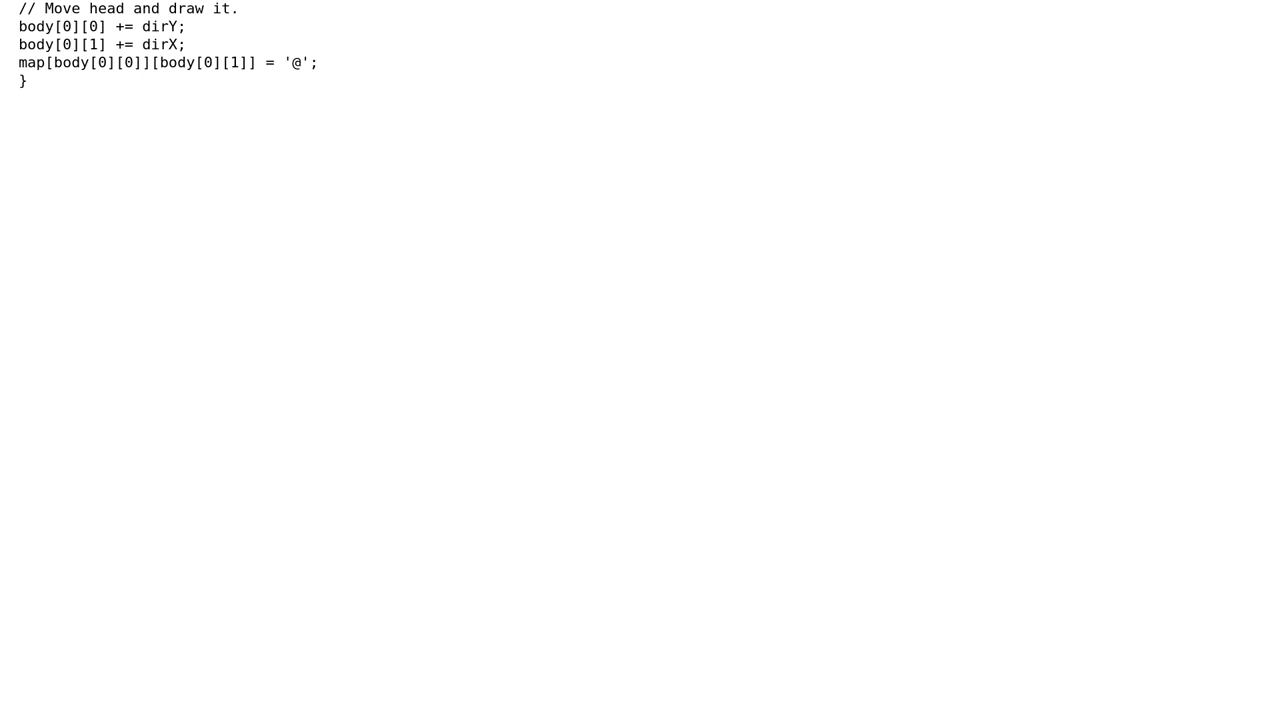 // Move head and draw it.
body[0][0] += dirY;
body[0][1] += dirX;
map[body[0][0]][body[0][1]] = '@';
}